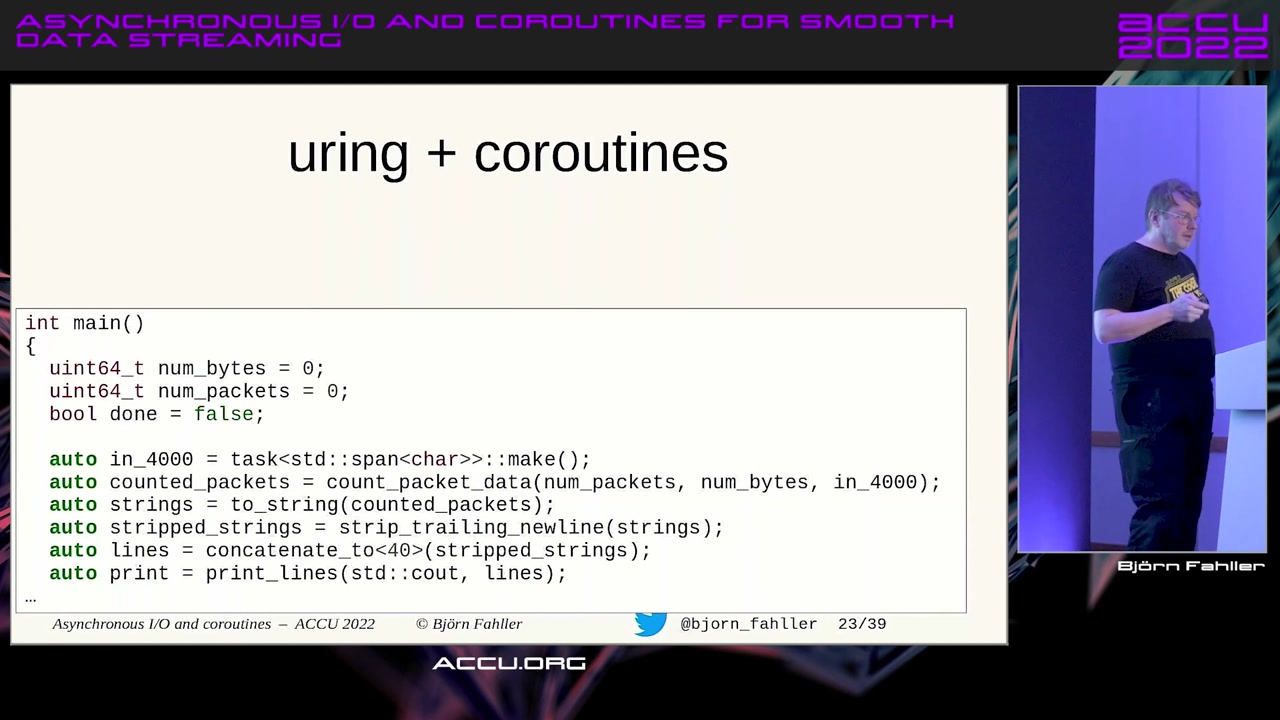 ASYNCHRONOUS I/O AND COROUTINES FOR SMOOTH
DATA STREAMING
ACCU
2022
uring + coroutines
int main()
{
  uint64_t num_bytes = 0;
  uint64_t num_packets = 0;
  bool done = false;
  auto in_4000 = task<std::span<char>>::make();
  auto counted_packets = count_packet_data(num_packets, num_bytes, in_4000);
  auto strings = to_string(counted_packets);
  auto stripped_strings = strip_trailing_newline(strings);
  auto lines = concatenate_to<40>(stripped_strings);
  auto print = print_lines(std::cout, lines);
…
Asynchronous I/O and coroutines – ACCU 2022 © Björn Fahller @bjorn_fahller 23/39
Björn Fahller
ACCU.ORG